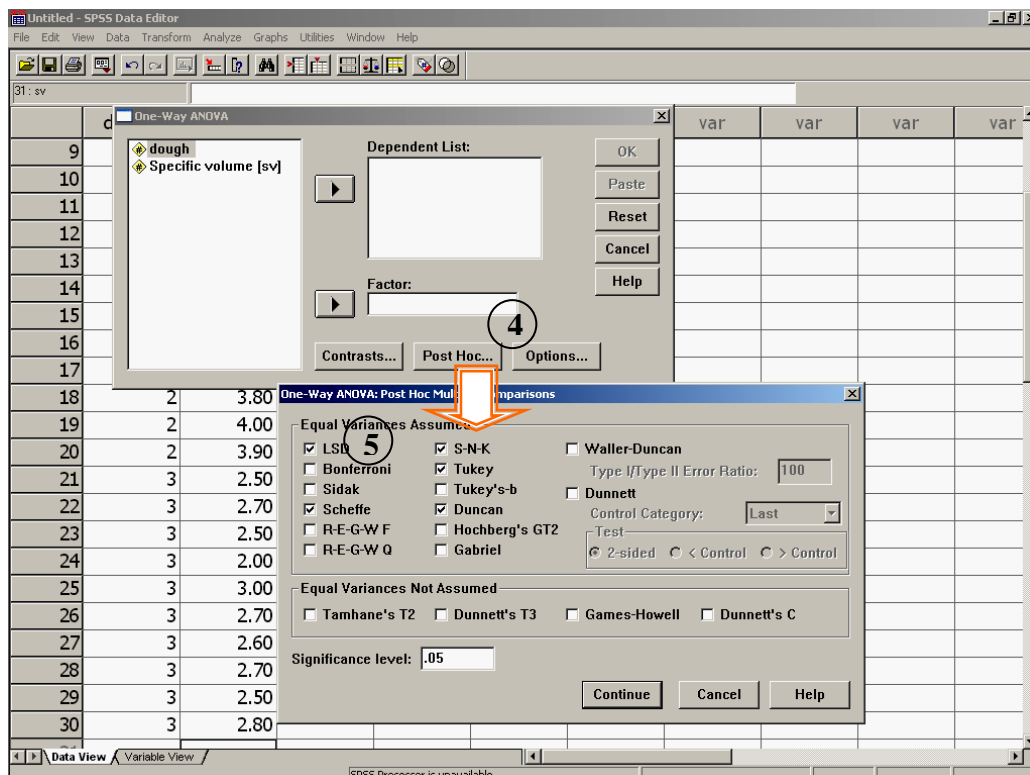 Untitled - SPSS Data Editor
File Edit View Data Transform Analyze Graphs Utilities Window Help
31 : sv
One-Way ANOVA
d
var var var var
dough
Specific volume [sv]
Dependent List:
Factor:
OK
Paste
Reset
Cancel
Help
4
Contrasts... Post Hoc... Options...
9
10
11
12
13
14
15
16
17
18 2 3.80
19 2 4.00
20 2 3.90
21 3 2.50
22 3 2.70
23 3 2.50
24 3 2.00
25 3 3.00
26 3 2.70
27 3 2.60
28 3 2.70
29 3 2.50
30 3 2.80
One-Way ANOVA: Post Hoc Mul omparisons
Equal Variances Assumed
5
LSD S-N-K Waller-Duncan
Bonferroni Tukey Type I/Type II Error Ratio: 100
Sidak Tukey's-b Dunnett
Scheffe Duncan Control Category: Last
R-E-G-W F Hochberg's GT2 Test
R-E-G-W Q Gabriel 2-sided < Control > Control
Equal Variances Not Assumed
Tamhane's T2 Dunnett's T3 Games-Howell Dunnett's C
Significance level: .05
Continue Cancel Help
Data View Variable View
SPSS Processor is unavailable